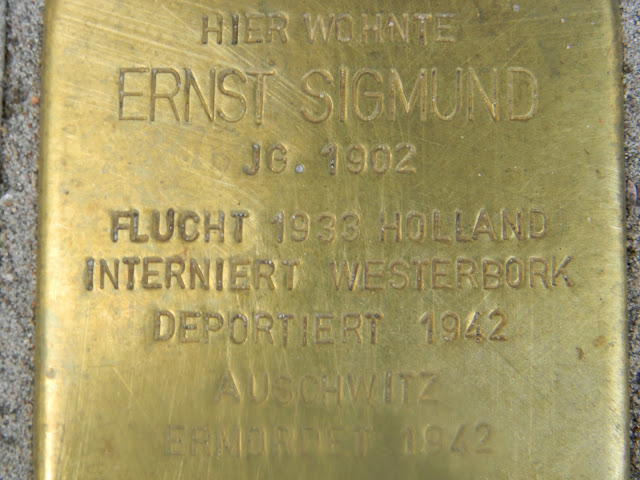 HIER WOHNTE
ERNST SIGMUND
JG. 1902
FLUCHT 1933 HOLLAND
INTERNIERT WESTERBORK
DEPORTIERT 1942
AUSCHWITZ
ERMORDET 1942